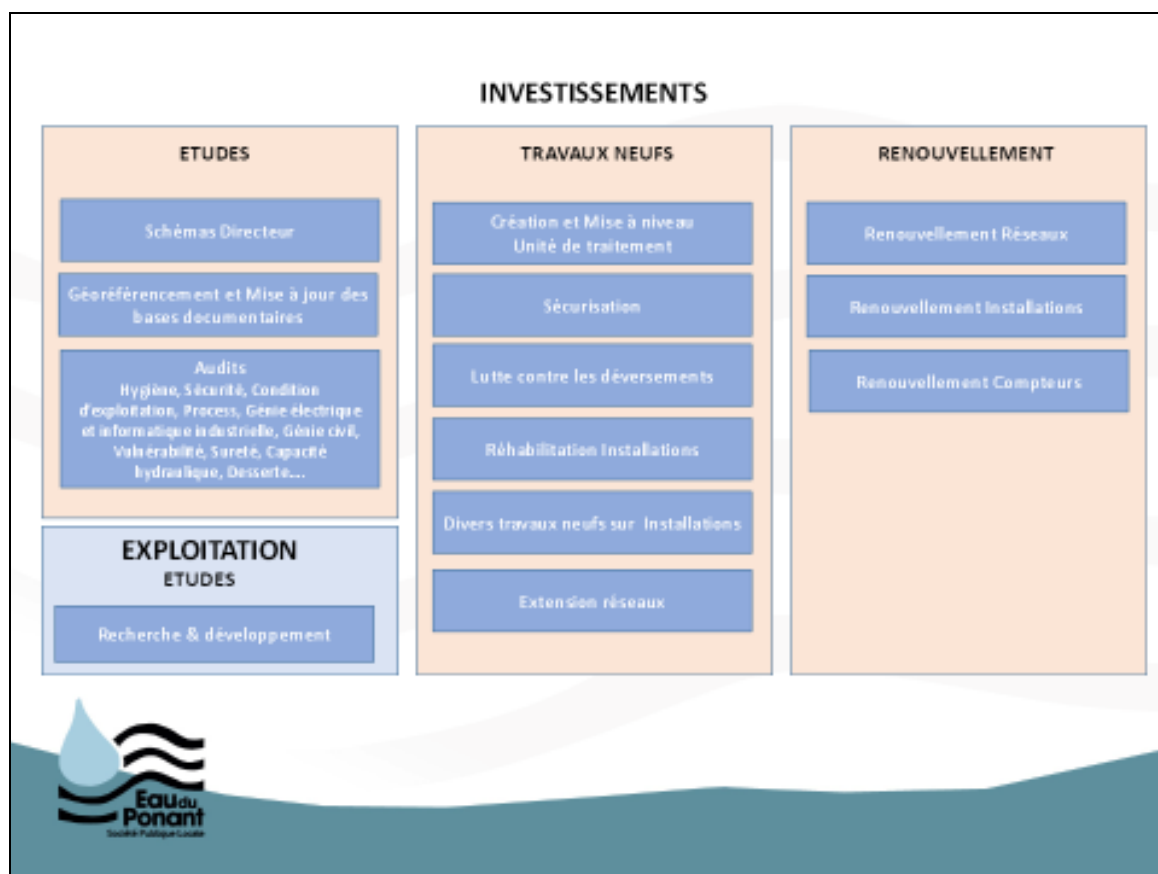 INVESTISSEMENTS
ETUDES
Schémas Directeur
Géoréférencement et Mise à jour des
bases documentaires
Audits
Hygiène, Sécurité, Condition
d'exploitation, Process, Génie électrique
et informatique industrielle, Génie civil,
Vulnérabilité, Sureté, Capacité
hydraulique, Desserte....
EXPLOITATION
ETUDES
Recherche & développement
TRAVAUX NEUFS
Création et Mise à niveau
Unité de traitement
Sécurisation
Lutte contre les déversements
Réhabilitation Installations
Divers travaux neufs sur Installations
Extension réseaux
RENOUVELLEMENT
Renouvellement Réseaux
Renouvellement Installations
Renouvellement Compteurs
Eau du
Ponant
Société Publique Locale